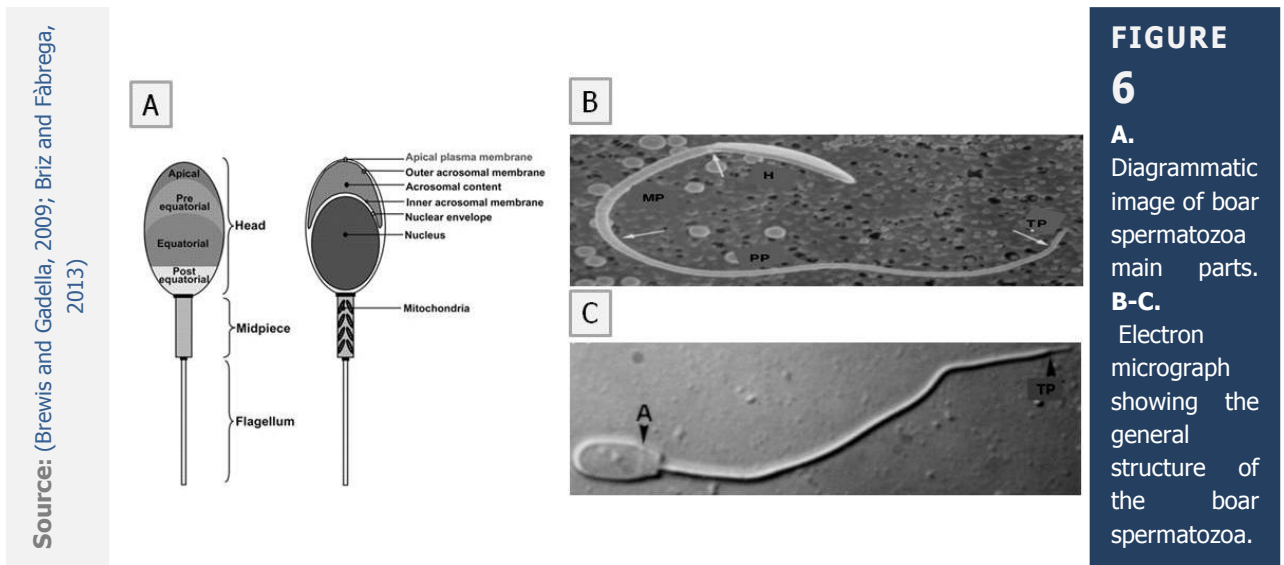 Source: (Brewis and Gadella, 2009; Briz and Fàbrega,
2013)
A
Apical
Pre
equatorial
Equatorial
Post
equatorial
Head
Midpiece
Flagellum
Apical plasma membrane
Outer acrosomal membrane
Acrosomal content
Inner acrosomal membrane
Nuclear envelope
Nucleus
Mitochondria
B
H
MP
TP
PP
C
A
TP
FIGURE
6
A.
Diagrammatic
image of boar
spermatozoa
main parts.
B-C.
Electron
micrograph
showing the
general
structure of
the boar
spermatozoa.